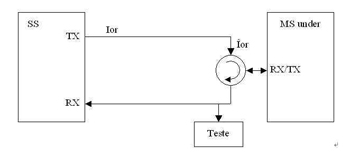 SS
MS under
TX
Ior
Îor
RX/TX
RX
Teste